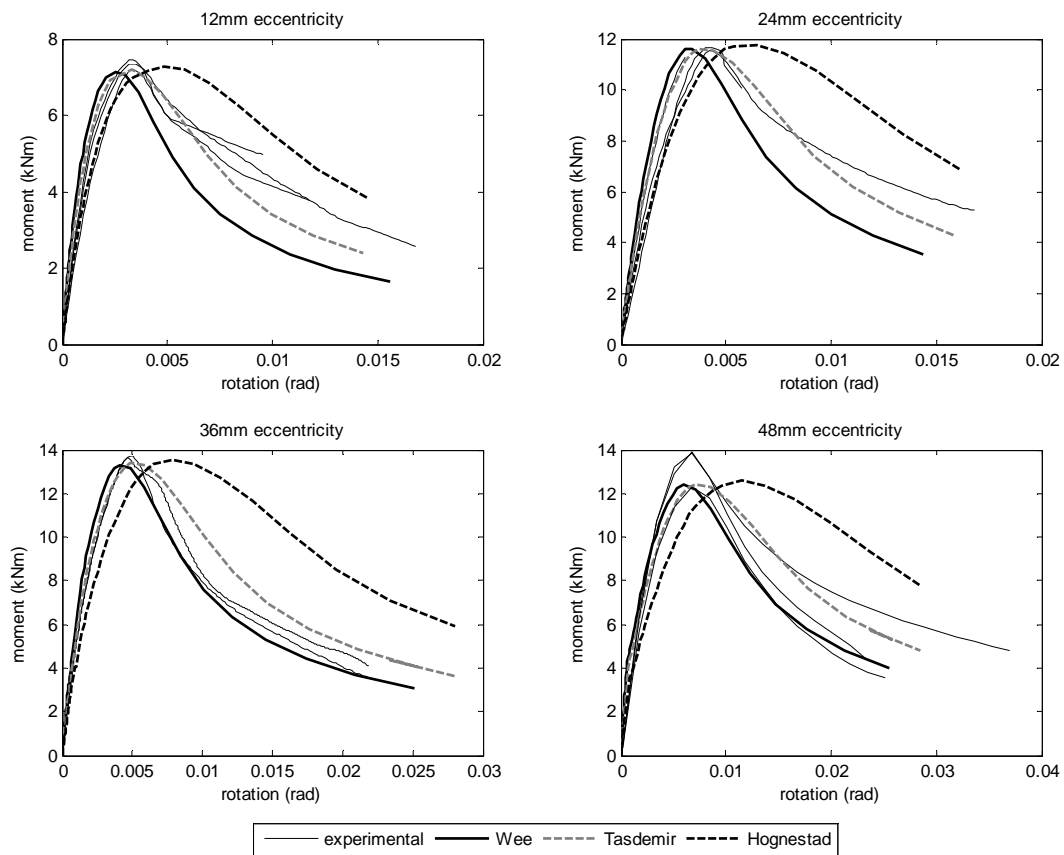 12mm eccentricity
8
6
4
2
0
moment (kNm)
0 0.005 0.01 0.015 0.02
rotation (rad)
24mm eccentricity
12
10
8
6
4
2
0
moment (kNm)
0 0.005 0.01 0.015 0.02
rotation (rad)
36mm eccentricity
14
12
10
8
6
4
2
0
moment (kNm)
0 0.005 0.01 0.015 0.02 0.025 0.03
rotation (rad)
48mm eccentricity
14
12
10
8
6
4
2
0
moment (kNm)
0 0.01 0.02 0.03 0.04
rotation (rad)
experimental Wee Tasdemir Hognestad